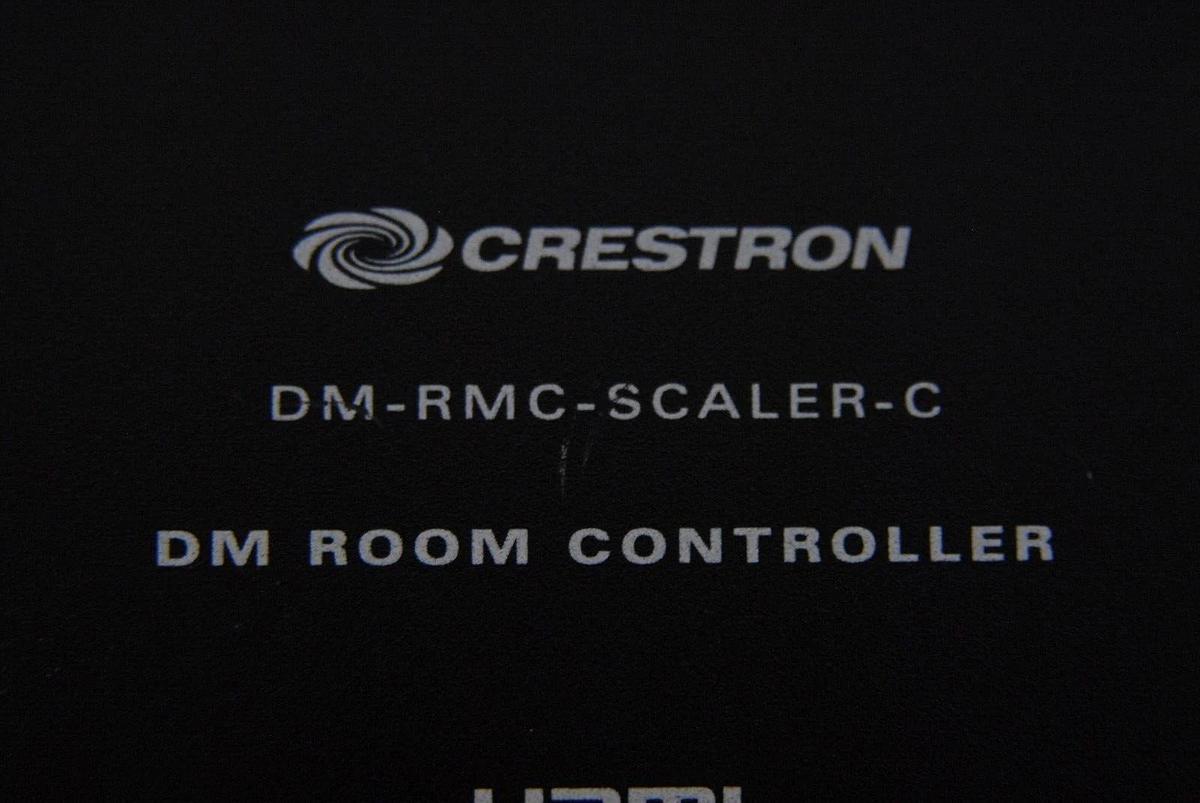 CRESTRON
DM-RMC-SCALER-C
DM ROOM CONTROLLER